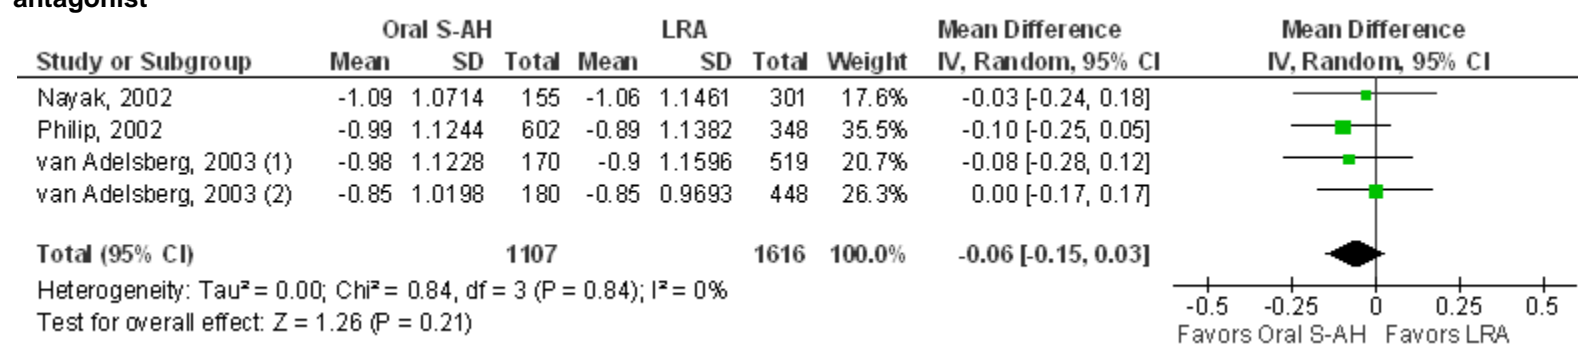 antagonist
Oral S-AH LRA Mean Difference Mean Difference
Study or Subgroup Mean SD Total Mean SD Total Weight IV, Random, 95% CI IV, Random, 95% CI
Nayak, 2002 -1.09 1.0714 155 -1.06 1.1461 301 17.6% -0.03 [-0.24, 0.18]
Philip, 2002 -0.99 1.1244 602 -0.89 1.1382 348 35.5% -0.10 [-0.25, 0.05]
van Adelsberg, 2003 (1) -0.98 1.1228 170 -0.9 1.1596 519 20.7% -0.08 [-0.28, 0.12]
van Adelsberg, 2003 (2) -0.85 1.0198 180 -0.85 0.9693 448 26.3% 0.00 [-0.17, 0.17]
Total (95% CI) 1107 1616 100.0% -0.06 [-0.15, 0.03]
Heterogeneity: Tau² = 0.00; Chi² = 0.84, df = 3 (P = 0.84); I² = 0%
Test for overall effect: Z = 1.26 (P = 0.21)
-0.5 -0.25 0 0.25 0.5
Favors Oral S-AH Favors LRA